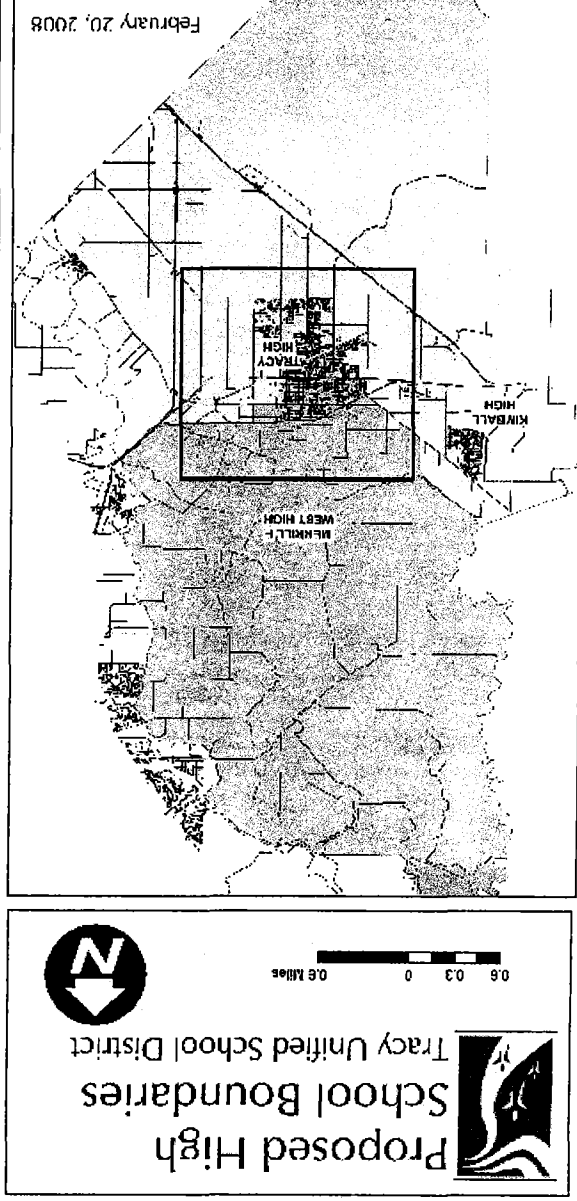 Proposed High
School Boundaries
Tracy Unified School District
0.6 0.3 0 0.6 Miles
N
MERRILL F
WEST HIGH
KIMBALL
HIGH
TRACY
HIGH
February 20, 2008